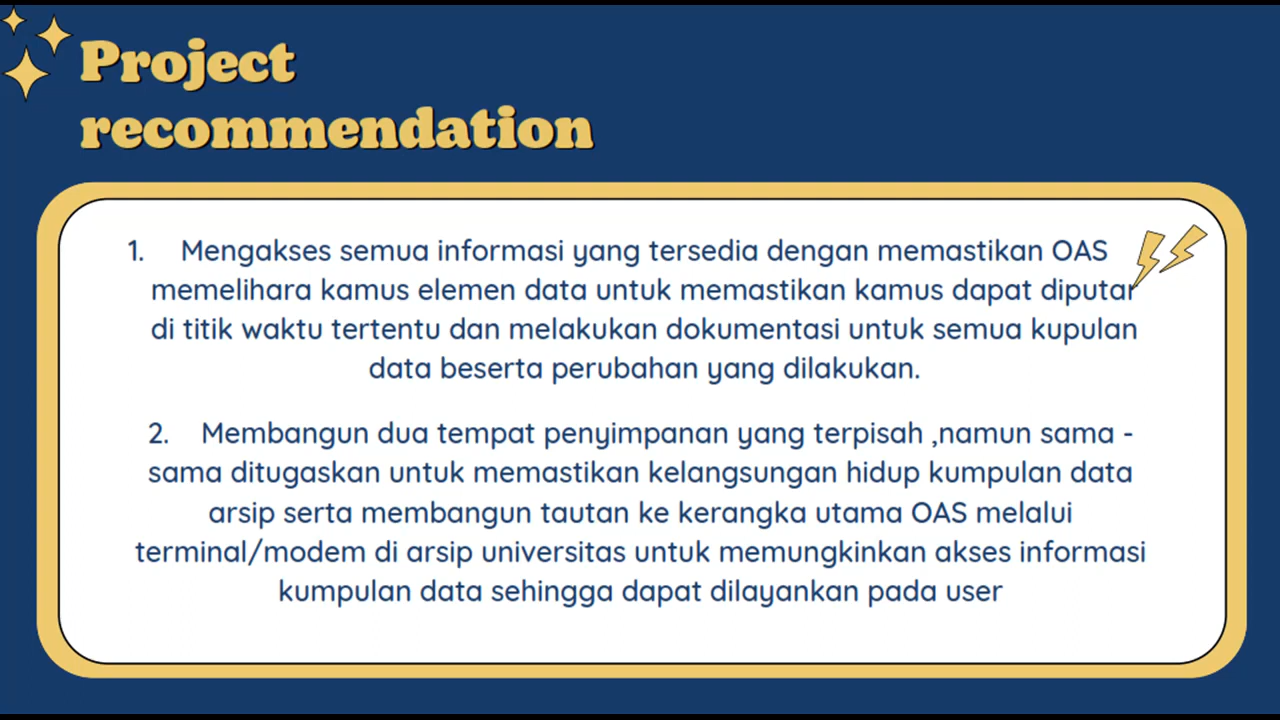 Project
recommendation
1. Mengakses semua informasi yang tersedia dengan memastikan OAS
memelihara kamus elemen data untuk memastikan kamus dapat diputar
di titik waktu tertentu dan melakukan dokumentasi untuk semua kupulan
data beserta perubahan yang dilakukan.
2. Membangun dua tempat penyimpanan yang terpisah ,namun sama -
sama ditugaskan untuk memastikan kelangsungan hidup kumpulan data
arsip serta membangun tautan ke kerangka utama OAS melalui
terminal/modem di arsip universitas untuk memungkinkan akses informasi
kumpulan data sehingga dapat dilayankan pada user